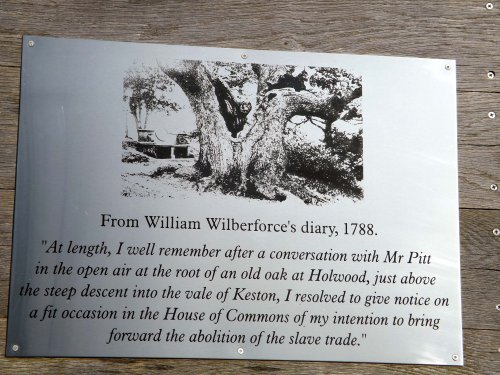 From William Wilberforce's diary, 1788.
"At length, I well remember after a conversation with Mr Pitt
in the open air at the root of an old oak at Holwood, just above
the steep descent into the vale of Keston, I resolved to give notice on
a fit occasion in the House of Commons of my intention to bring
forward the abolition of the slave trade."